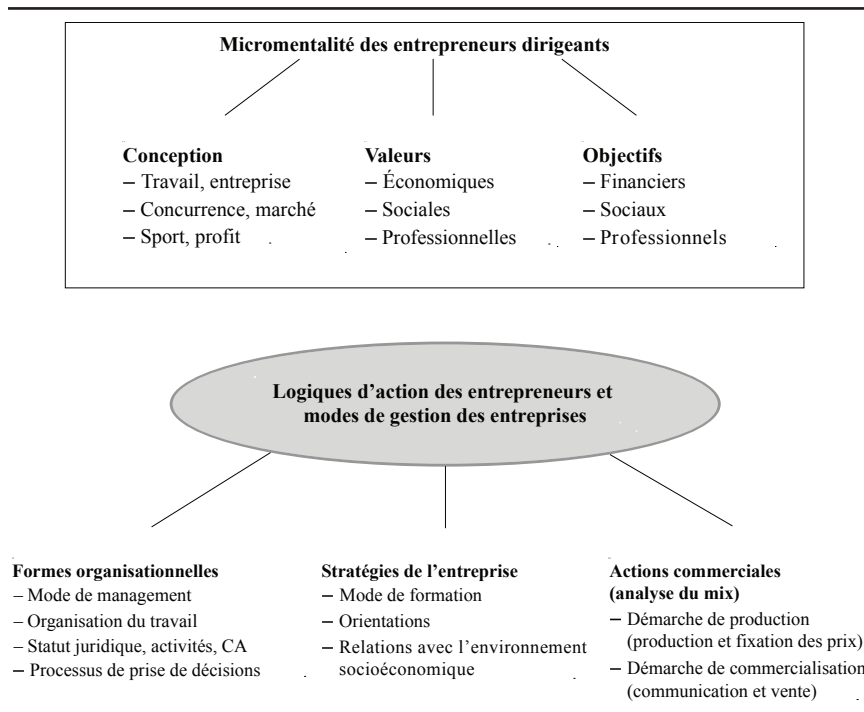 Micromentalité des entrepreneurs dirigeants
Conception
– Travail, entreprise
– Concurrence, marché
– Sport, profit
Valeurs
– Économiques
– Sociales
– Professionnelles
Objectifs
– Financiers
– Sociaux
– Professionnels
Logiques d’action des entrepreneurs et
modes de gestion des entreprises
Formes organisationnelles
– Mode de management
– Organisation du travail
– Statut juridique, activités, CA
– Processus de prise de décisions
Stratégies de l’entreprise
– Mode de formation
– Orientations
– Relations avec l’environnement
socioéconomique
Actions commerciales
(analyse du mix)
– Démarche de production
(production et fixation des prix)
– Démarche de commercialisation
(communication et vente)